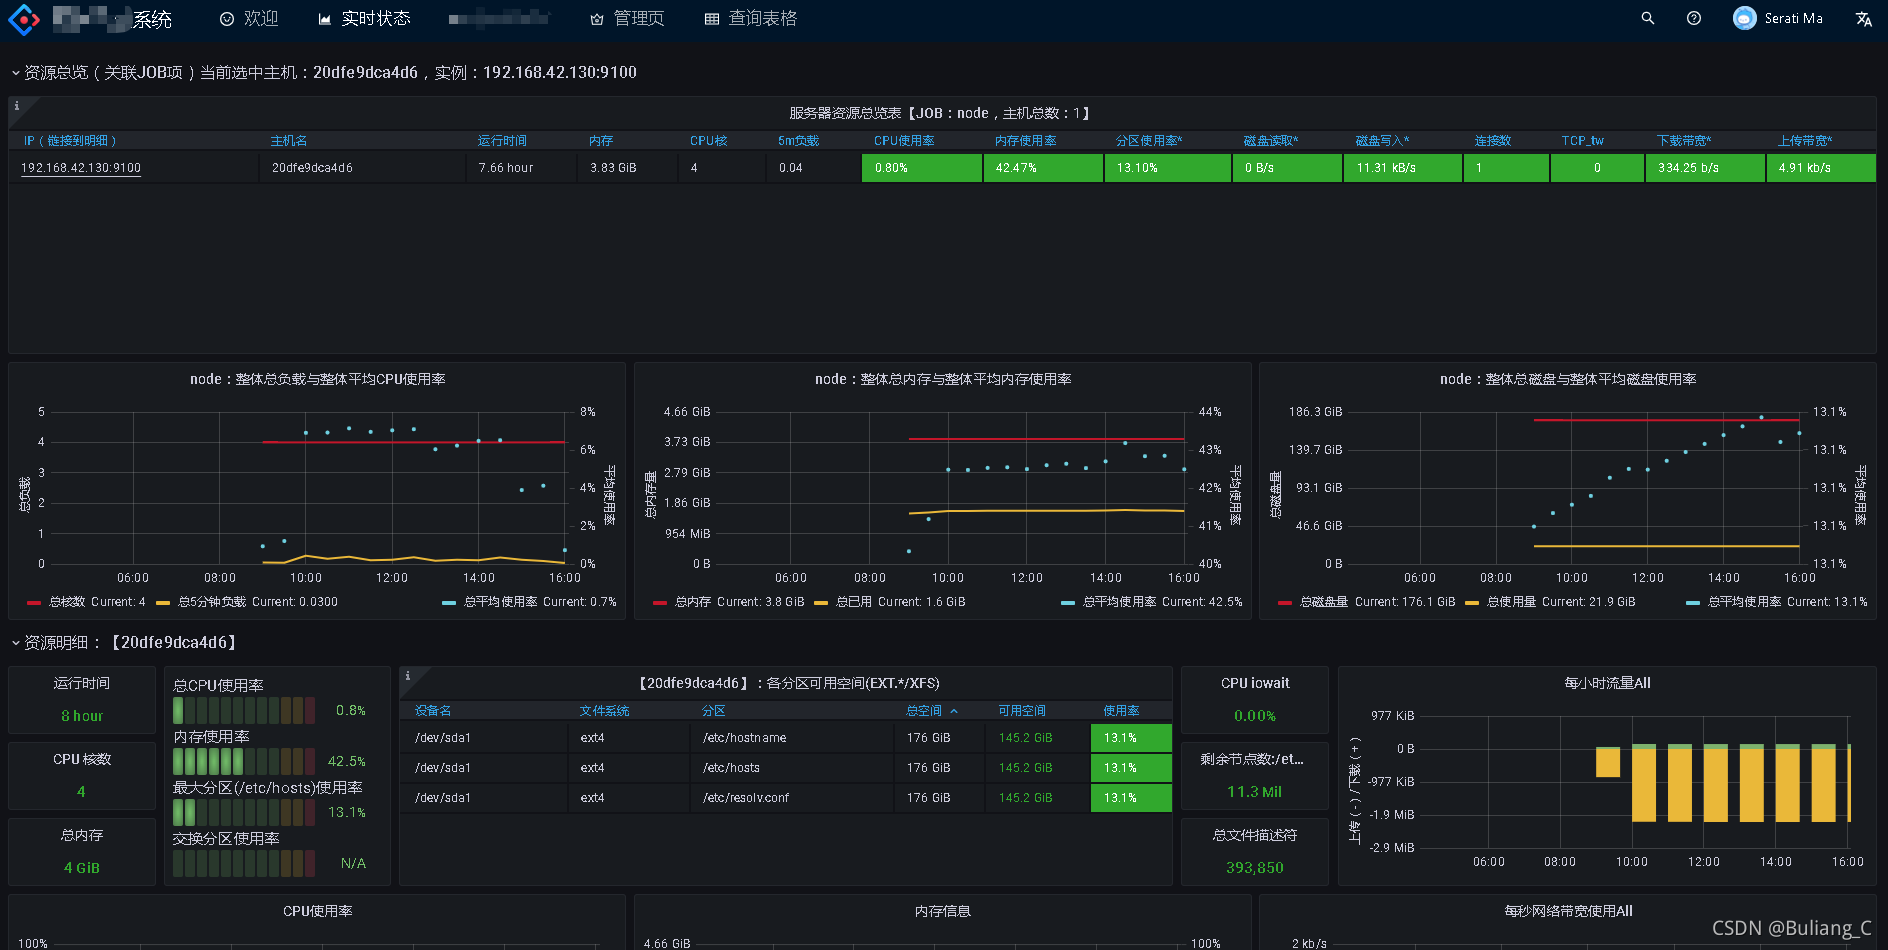 系统 欢迎 实时状态 管理页 查询表格 Serati Ma
资源总览（关联JOB项）当前选中主机：20dfe9dca4d6，实例：192.168.42.130:9100
服务器资源总览表【JOB：node，主机总数：1】
IP（链接到明细） 主机名 运行时间 内存 CPU核 5m负载 CPU使用率 内存使用率 分区使用率* 磁盘读取* 磁盘写入* 连接数 TCP_tw 下载带宽* 上传带宽*
192.168.42.130:9100 20dfe9dca4d6 7.66 hour 3.83 GiB 4 0.04 0.80% 42.47% 13.10% 0 B/s 11.31 kB/s 1 0 334.25 b/s 4.91 kb/s
node：整体总负载与整体平均CPU使用率
5
4
3
2
1
0
总负载
8%
6%
4%
2%
0%
平均使用率
06:00 08:00 10:00 12:00 14:00 16:00
总核数 Current: 4 总5分钟负载 Current: 0.0300 总平均使用率 Current: 0.7%
node：整体总内存与整体平均内存使用率
4.66 GiB
3.73 GiB
2.79 GiB
1.86 GiB
954 MiB
0 B
总内存量
44%
43%
42%
41%
40%
平均使用率
06:00 08:00 10:00 12:00 14:00 16:00
总内存 Current: 3.8 GiB 总已用 Current: 1.6 GiB 总平均使用率 Current: 42.5%
node：整体总磁盘与整体平均磁盘使用率
186.3 GiB
139.7 GiB
93.1 GiB
46.6 GiB
0 B
总磁盘量
13.1%
13.1%
13.1%
13.1%
13.1%
平均使用率
06:00 08:00 10:00 12:00 14:00 16:00
总磁盘量 Current: 176.1 GiB 总使用量 Current: 21.9 GiB 总平均使用率 Current: 13.1%
资源明细：【20dfe9dca4d6】
运行时间
8 hour
CPU 核数
4
总内存
4 GiB
总CPU使用率
0.8%
内存使用率
42.5%
最大分区(/etc/hosts)使用率
13.1%
交换分区使用率
N/A
【20dfe9dca4d6】：各分区可用空间(EXT.*/XFS)
设备名 文件系统 分区 总空间 可用空间 使用率
/dev/sda1 ext4 /etc/hostname 176 GiB 145.2 GiB 13.1%
/dev/sda1 ext4 /etc/hosts 176 GiB 145.2 GiB 13.1%
/dev/sda1 ext4 /etc/resolv.conf 176 GiB 145.2 GiB 13.1%
CPU iowait
0.00%
剩余节点数:/et...
11.3 Mil
总文件描述符
393,850
每小时流量All
977 KiB
0 B
-977 KiB
-1.9 MiB
-2.9 MiB
上传（-）/下载（+）
06:00 08:00 10:00 12:00 14:00 16:00
CPU使用率
100%
内存信息
4.66 GiB 100%
每秒网络带宽使用All
2 kb/s
CSDN @Buliang_C